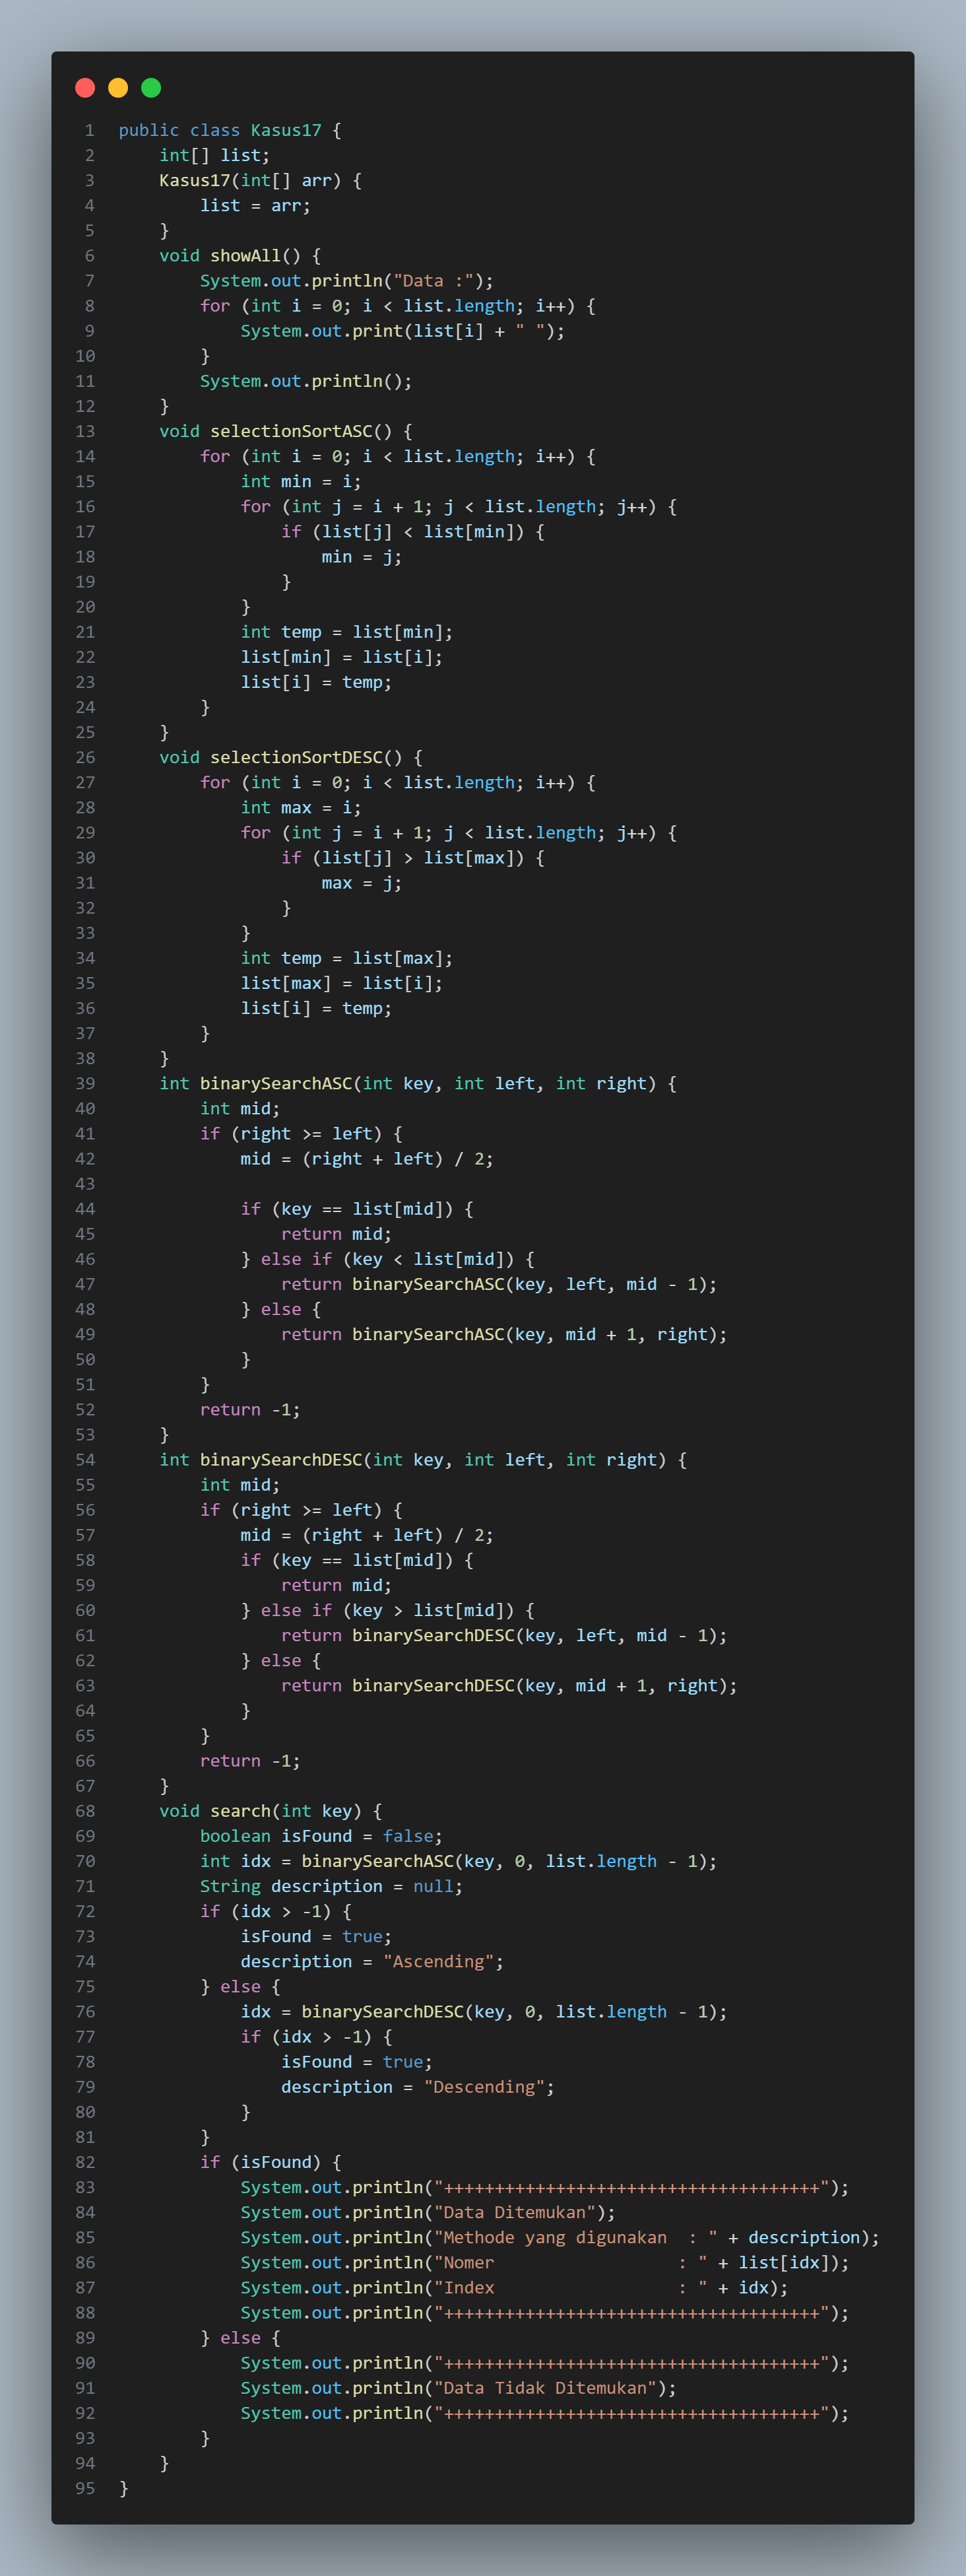 1 public class Kasus17 {
2     int[] list;
3     Kasus17(int[] arr) {
4         list = arr;
5     }
6     void showAll() {
7         System.out.println("Data :");
8         for (int i = 0; i < list.length; i++) {
9             System.out.print(list[i] + " ");
10         }
11         System.out.println();
12     }
13     void selectionSortASC() {
14         for (int i = 0; i < list.length; i++) {
15             int min = i;
16             for (int j = i + 1; j < list.length; j++) {
17                 if (list[j] < list[min]) {
18                     min = j;
19                 }
20             }
21             int temp = list[min];
22             list[min] = list[i];
23             list[i] = temp;
24         }
25     }
26     void selectionSortDESC() {
27         for (int i = 0; i < list.length; i++) {
28             int max = i;
29             for (int j = i + 1; j < list.length; j++) {
30                 if (list[j] > list[max]) {
31                     max = j;
32                 }
33             }
34             int temp = list[max];
35             list[max] = list[i];
36             list[i] = temp;
37         }
38     }
39     int binarySearchASC(int key, int left, int right) {
40         int mid;
41         if (right >= left) {
42             mid = (right + left) / 2;
43
44             if (key == list[mid]) {
45                 return mid;
46             } else if (key < list[mid]) {
47                 return binarySearchASC(key, left, mid - 1);
48             } else {
49                 return binarySearchASC(key, mid + 1, right);
50             }
51         }
52         return -1;
53     }
54     int binarySearchDESC(int key, int left, int right) {
55         int mid;
56         if (right >= left) {
57             mid = (right + left) / 2;
58             if (key == list[mid]) {
59                 return mid;
60             } else if (key > list[mid]) {
61                 return binarySearchDESC(key, left, mid - 1);
62             } else {
63                 return binarySearchDESC(key, mid + 1, right);
64             }
65         }
66         return -1;
67     }
68     void search(int key) {
69         boolean isFound = false;
70         int idx = binarySearchASC(key, 0, list.length - 1);
71         String description = null;
72         if (idx > -1) {
73             isFound = true;
74             description = "Ascending";
75         } else {
76             idx = binarySearchDESC(key, 0, list.length - 1);
77             if (idx > -1) {
78                 isFound = true;
79                 description = "Descending";
80             }
81         }
82         if (isFound) {
83             System.out.println("+++++++++++++++++++++++++++++++++++++");
84             System.out.println("Data Ditemukan");
85             System.out.println("Methode yang digunakan  : " + description);
86             System.out.println("Nomer                  : " + list[idx]);
87             System.out.println("Index                  : " + idx);
88             System.out.println("+++++++++++++++++++++++++++++++++++++");
89         } else {
90             System.out.println("+++++++++++++++++++++++++++++++++++++");
91             System.out.println("Data Tidak Ditemukan");
92             System.out.println("+++++++++++++++++++++++++++++++++++++");
93         }
94     }
95 }